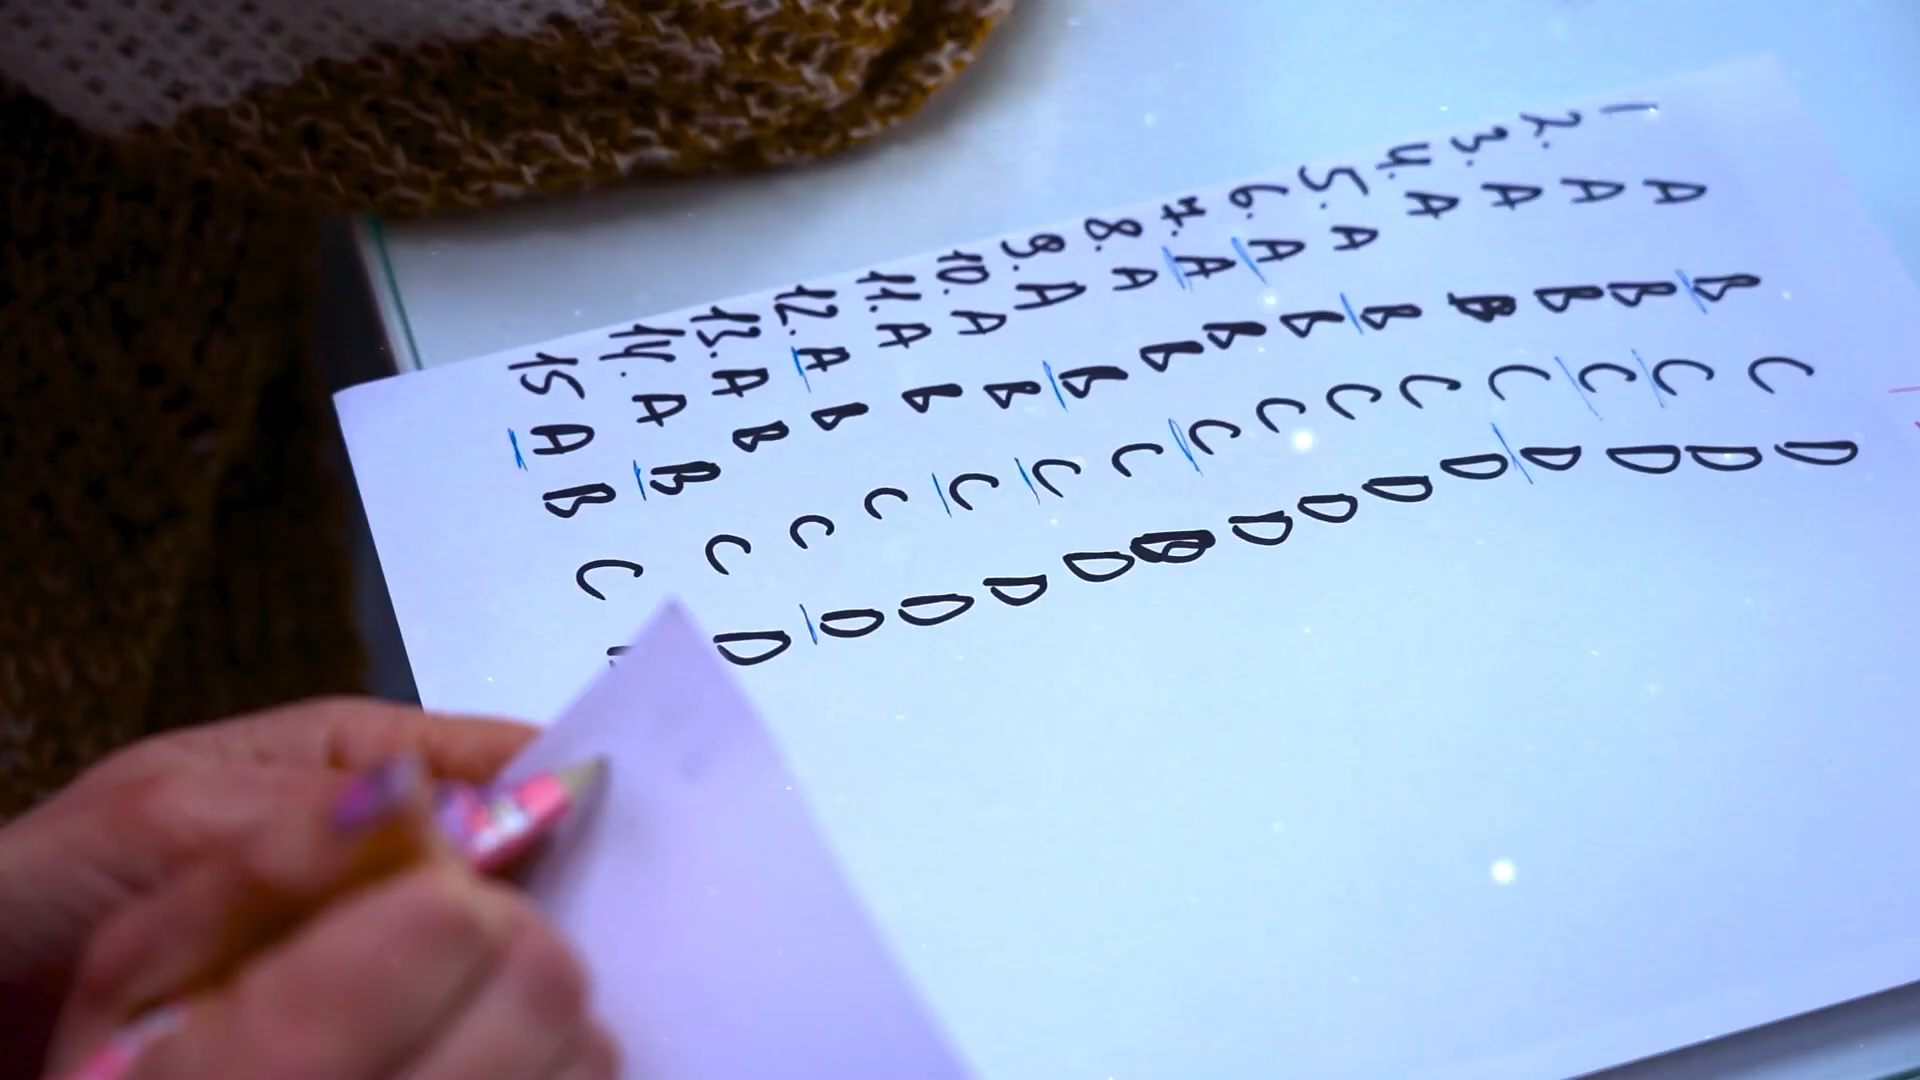 1. A B C D
2. A B C D
3. A B C D
4. A B C D
5. A B C D
6. A B C D
7. A B C D
8. A B C D
9. A B C D
10. A B C D
11. A B C D
12. A B C D
13. A B C D
14. A B C D
15 A B C